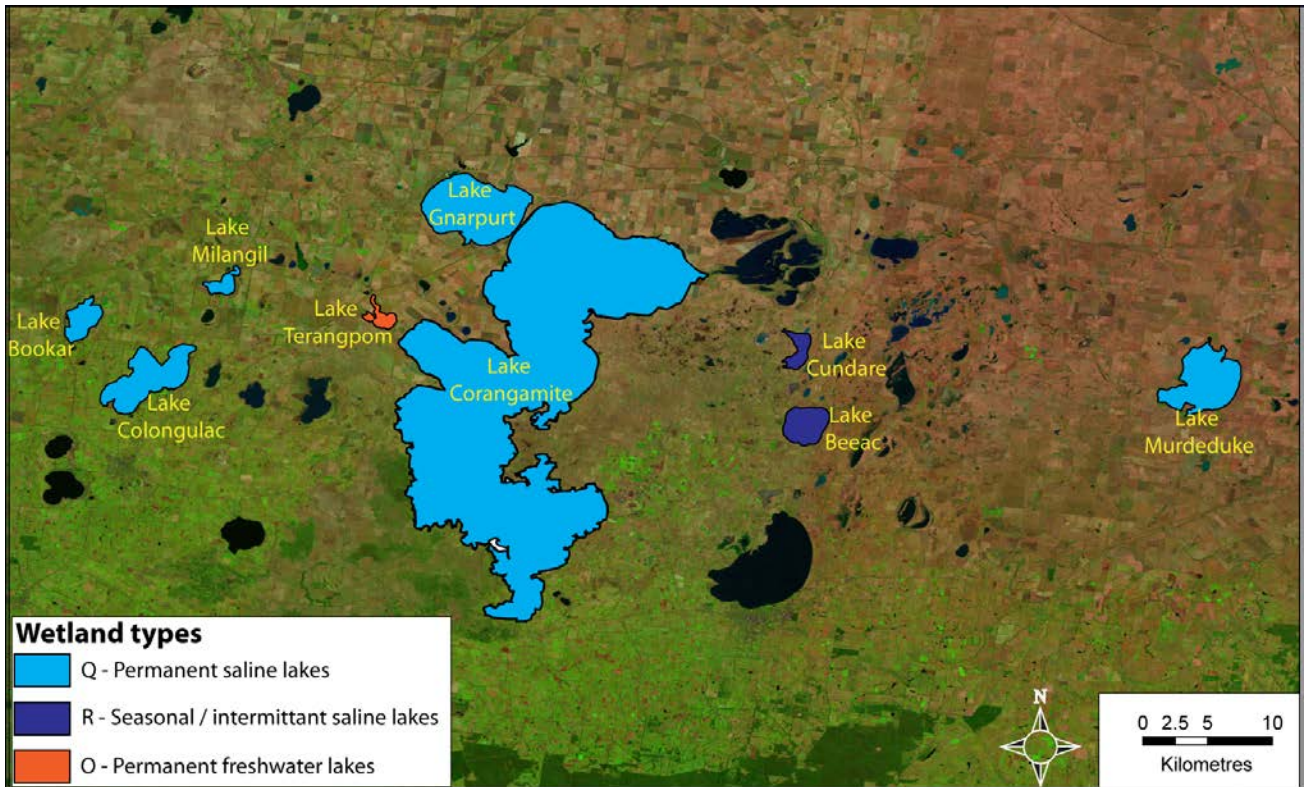 Lake
Gnarpurt
Lake
Milangil
Lake
Terangpom
Lake
Bookar
Lake
Colongulac
Lake
Corangamite
Lake
Cundare
Lake
Beeac
Lake
Murdeduke
Wetland types
Q - Permanent saline lakes
R - Seasonal / intermittant saline lakes
O - Permanent freshwater lakes
N
0 2.5 5 10
Kilometres